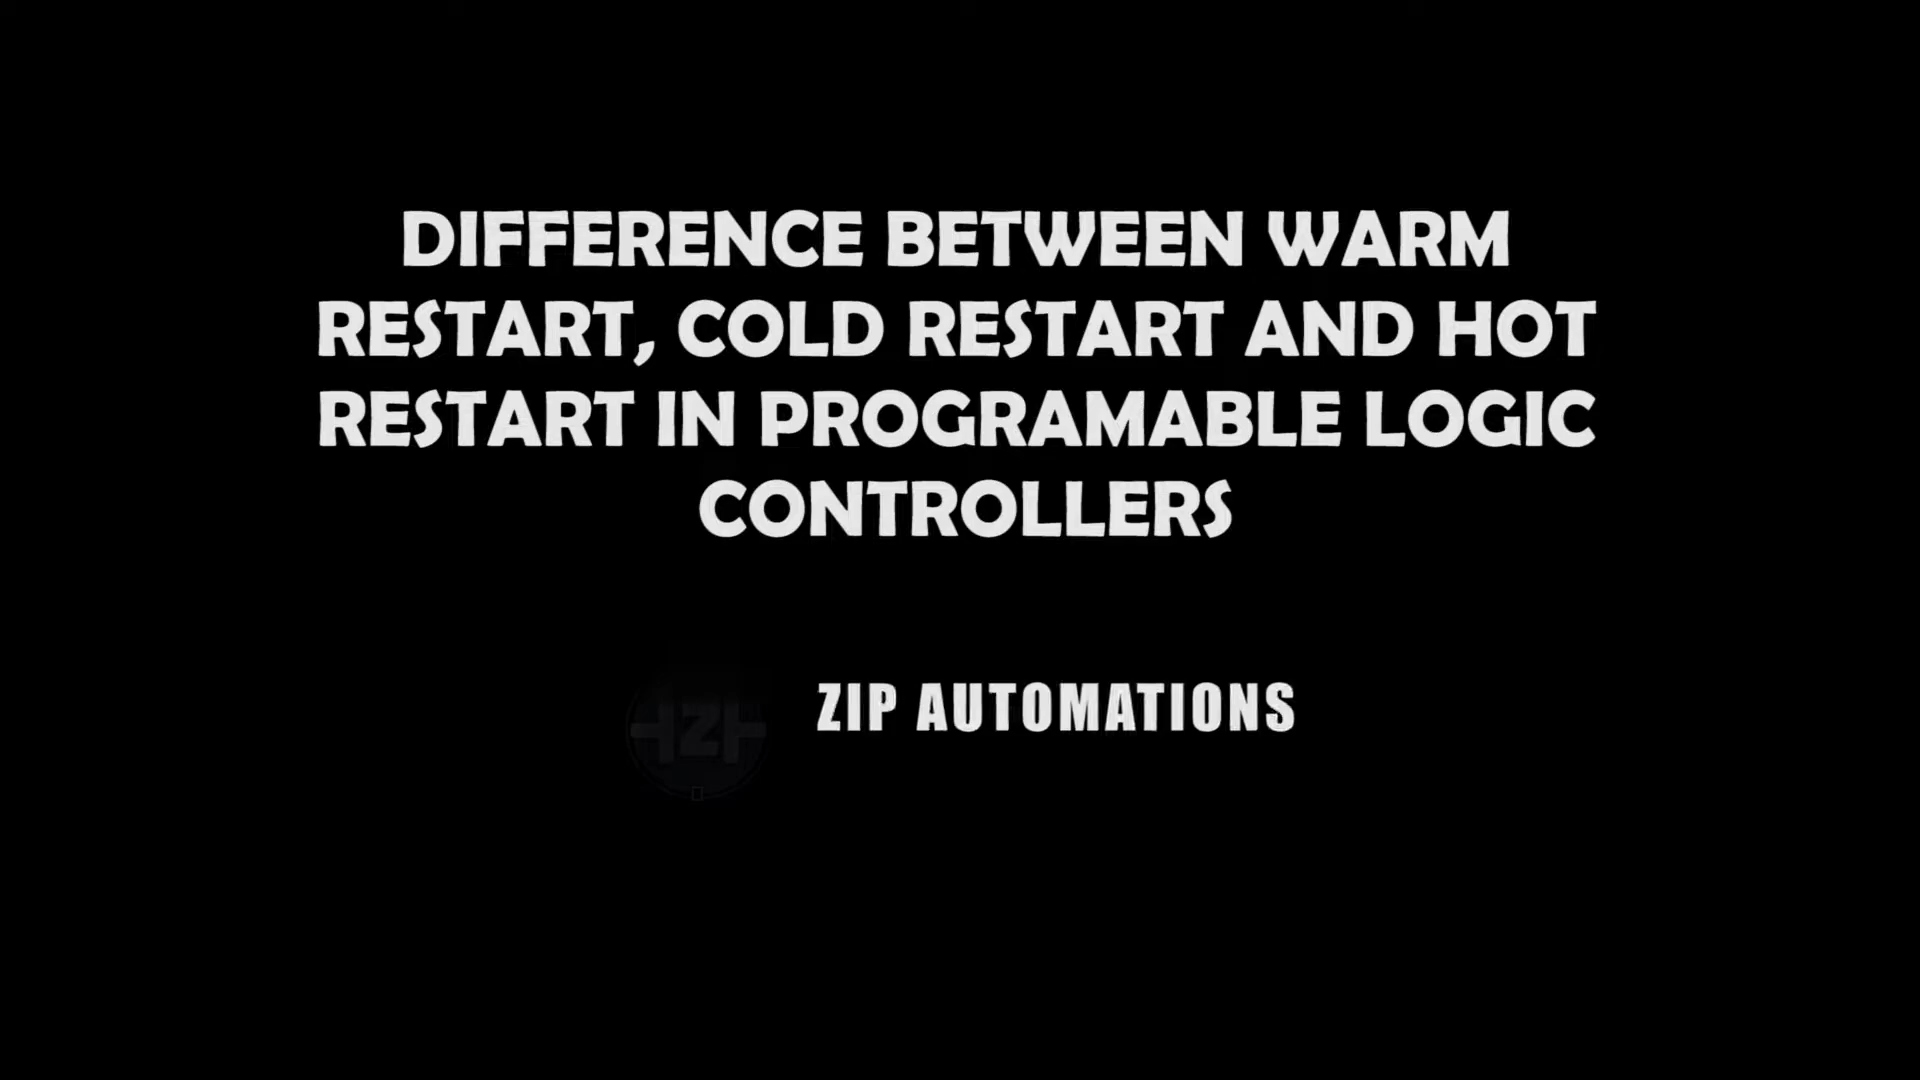 DIFFERENCE BETWEEN WARM
RESTART, COLD RESTART AND HOT
RESTART IN PROGRAMABLE LOGIC
CONTROLLERS
ZIP AUTOMATIONS
Z